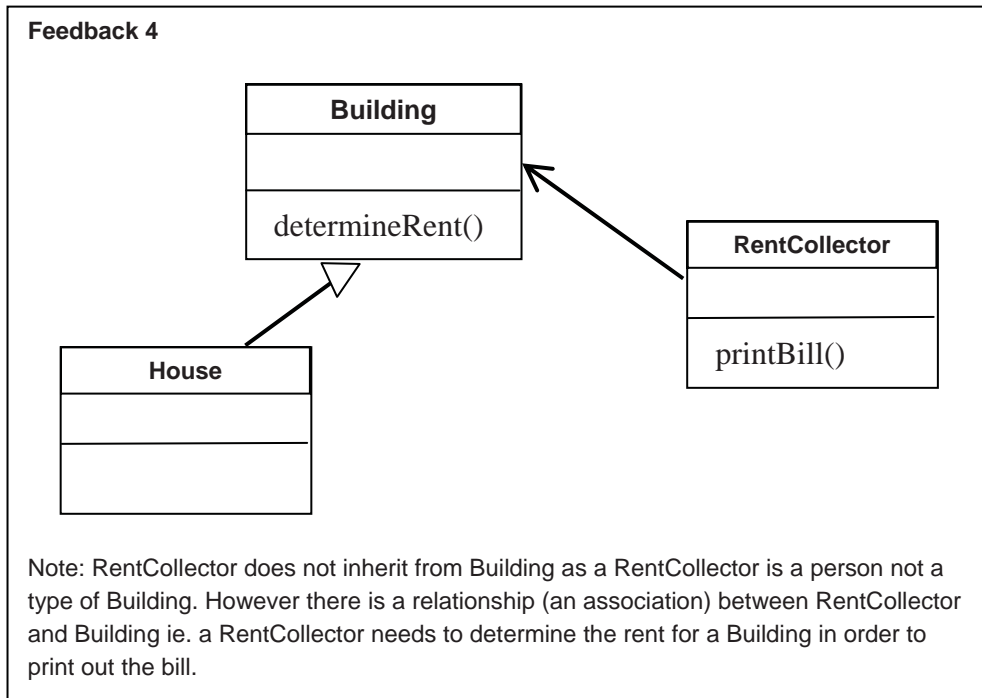 Feedback 4
Building
determineRent()
RentCollector
printBill()
House
Note: RentCollector does not inherit from Building as a RentCollector is a person not a
type of Building. However there is a relationship (an association) between RentCollector
and Building ie. a RentCollector needs to determine the rent for a Building in order to
print out the bill.